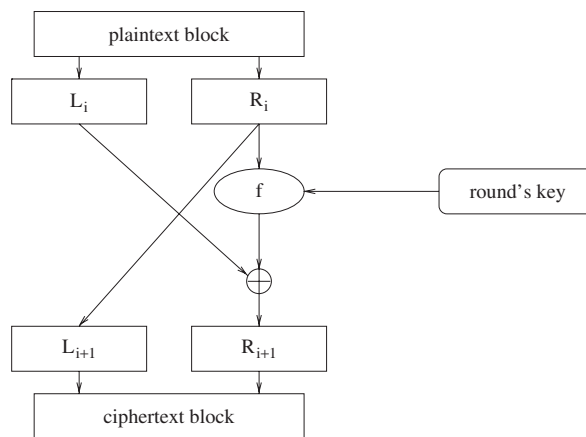 plaintext block
L_i
R_i
f
round's key
L_{i+1}
R_{i+1}
ciphertext block